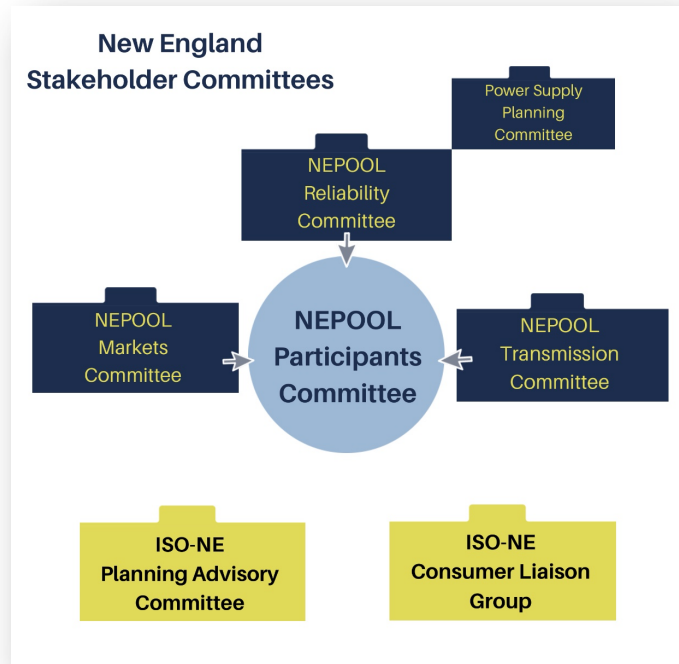 New England
Stakeholder Committees
Power Supply
Planning
Committee
NEPOOL
Reliability
Committee
NEPOOL
Markets
Committee
NEPOOL
Participants
Committee
NEPOOL
Transmission
Committee
ISO-NE
Planning Advisory
Committee
ISO-NE
Consumer Liaison
Group